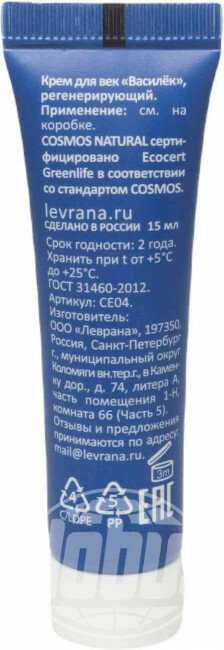 Крем для век «Василёк»,
регенерирующий.
Применение: см. на
коробке.
COSMOS NATURAL серти-
фицировано Ecocert
Greenlife в соответствии
со стандартом COSMOS.
levrana.ru
СДЕЛАНО В РОССИИ 15 мл
Срок годности: 2 года.
Хранить при t от +5°С
до +25°С.
ГОСТ 31460-2012.
Артикул: СЕ04.
Изготовитель:
ООО «Леврана», 197350,
Россия, Санкт-Петербург
г., муниципальный округ
Коломяги вн.тер.г., в Камен-
ку дор., д. 74, литера А,
часть помещения 1-Н,
комната 66 (Часть 5).
Отзывы и предложения
принимаются по адресу:
mail@levrana.ru
3m
4 5 EAC
C/LDPE PP